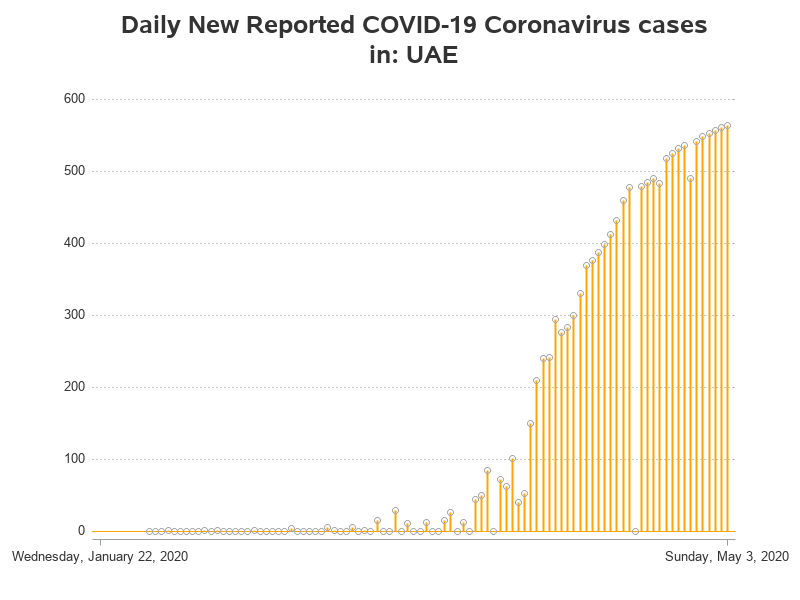 Daily New Reported COVID-19 Coronavirus cases
in: UAE
600
500
400
300
200
100
0
Wednesday, January 22, 2020
Sunday, May 3, 2020